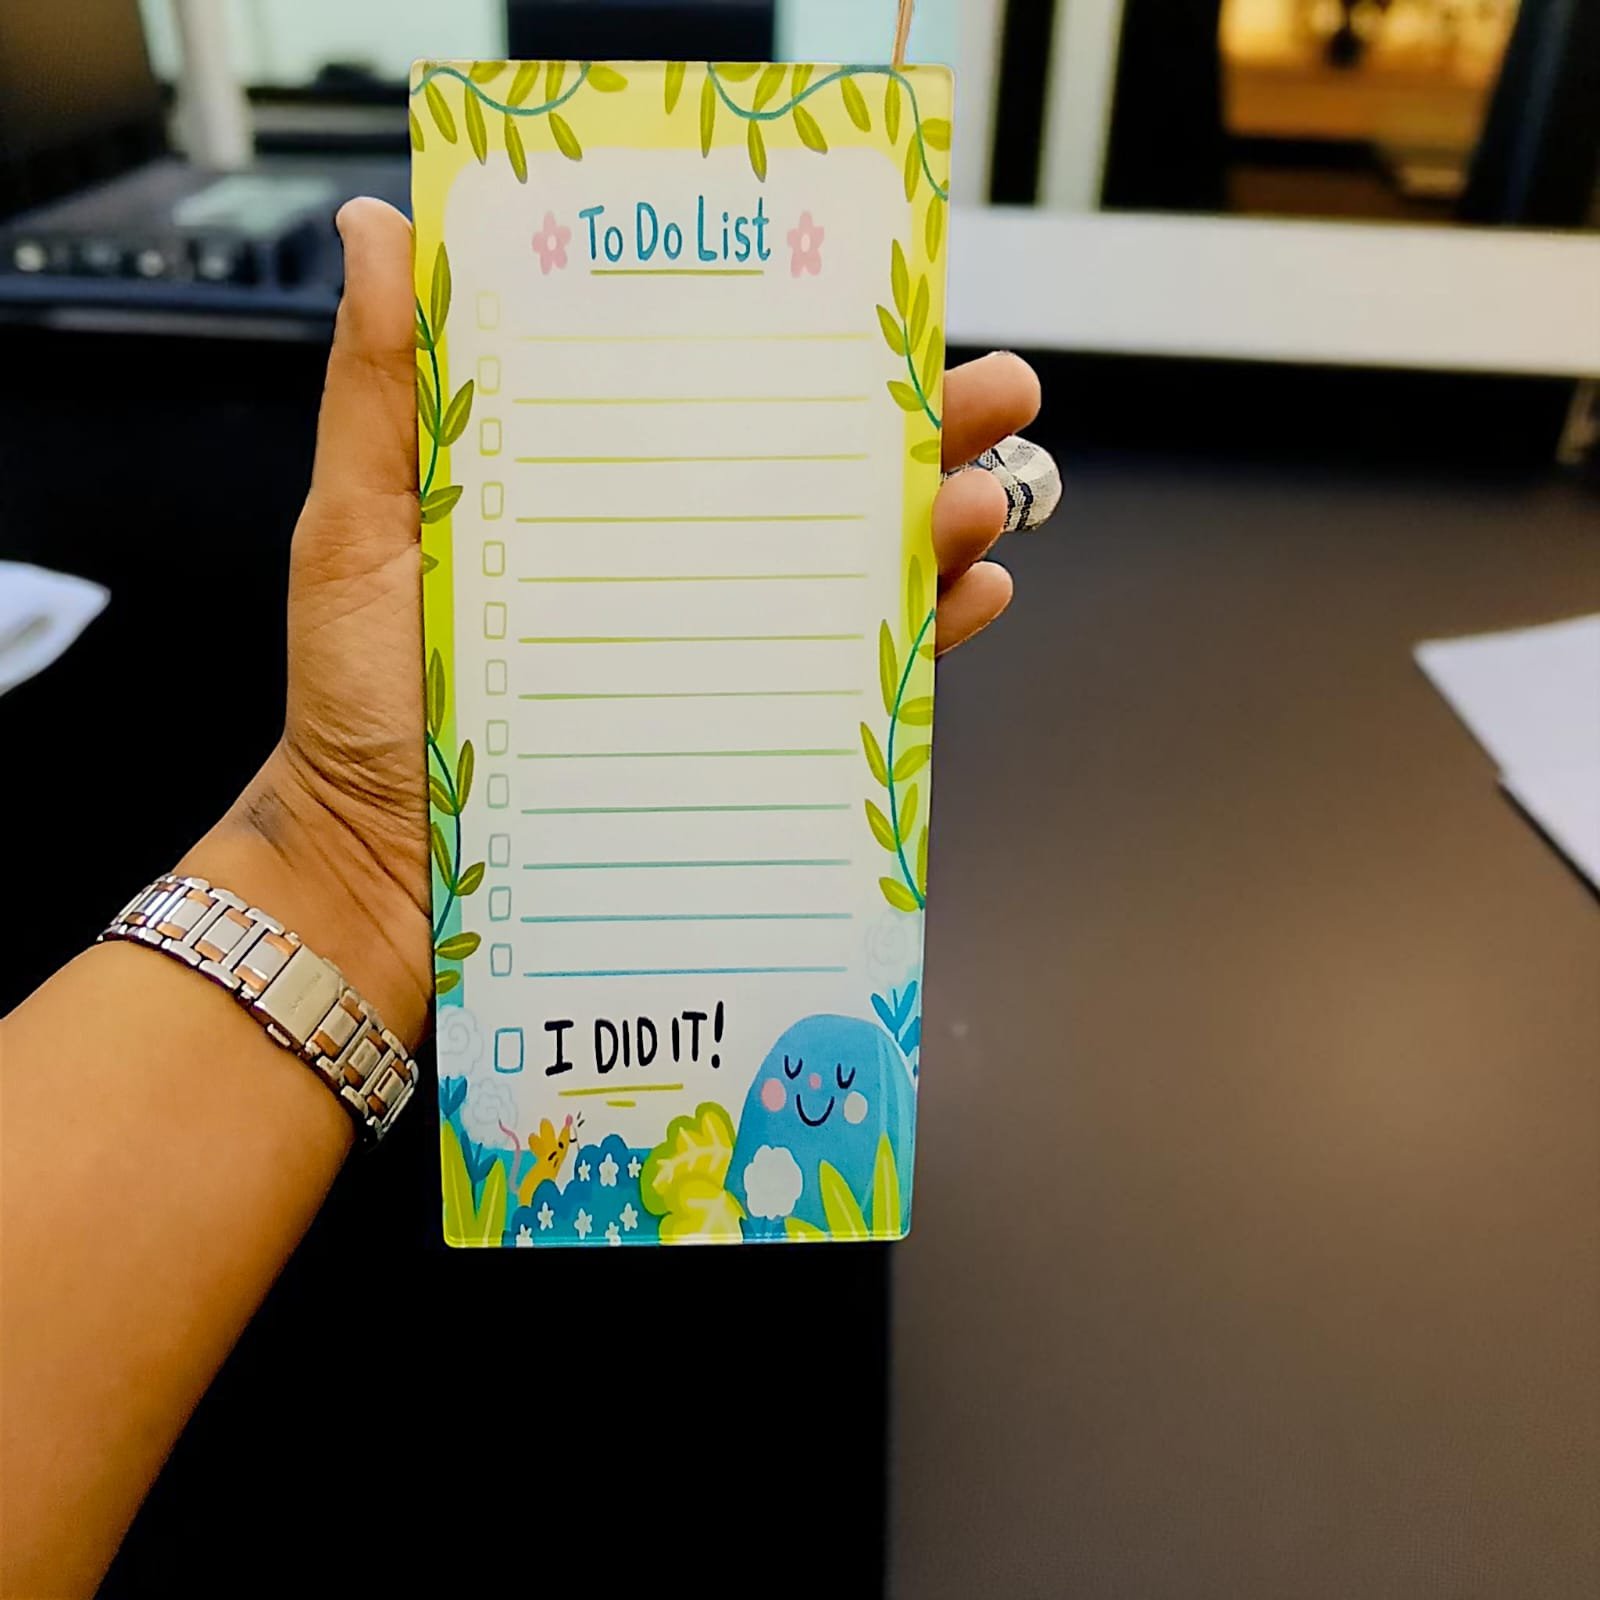 To Do List
I DID IT!